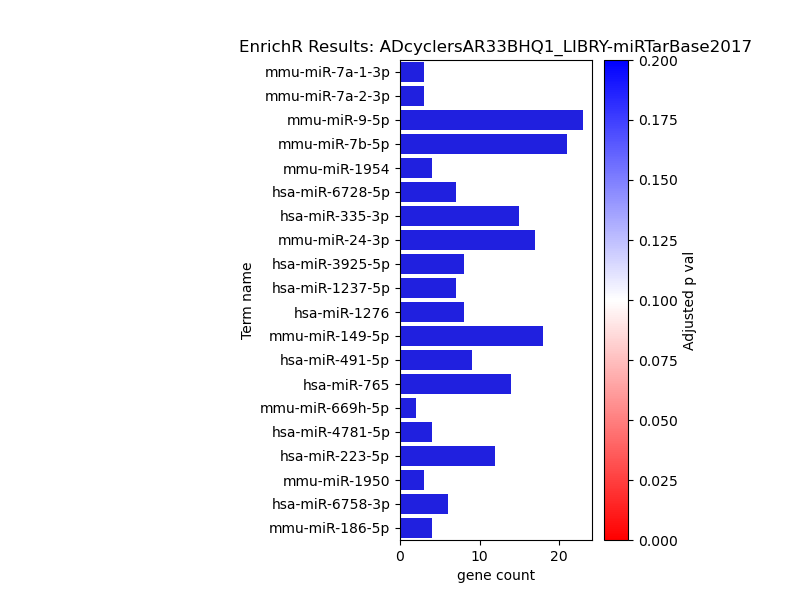 EnrichR Results: ADcyclersAR33BHQ1_LIBRY-miRTarBase2017
mmu-miR-7a-1-3p
mmu-miR-7a-2-3p
mmu-miR-9-5p
mmu-miR-7b-5p
mmu-miR-1954
hsa-miR-6728-5p
hsa-miR-335-3p
mmu-miR-24-3p
hsa-miR-3925-5p
hsa-miR-1237-5p
hsa-miR-1276
mmu-miR-149-5p
hsa-miR-491-5p
hsa-miR-765
mmu-miR-669h-5p
hsa-miR-4781-5p
hsa-miR-223-5p
mmu-miR-1950
hsa-miR-6758-3p
mmu-miR-186-5p
Term name
0 10 20
gene count
0.200
0.175
0.150
0.125
0.100
0.075
0.050
0.025
0.000
Adjusted p val